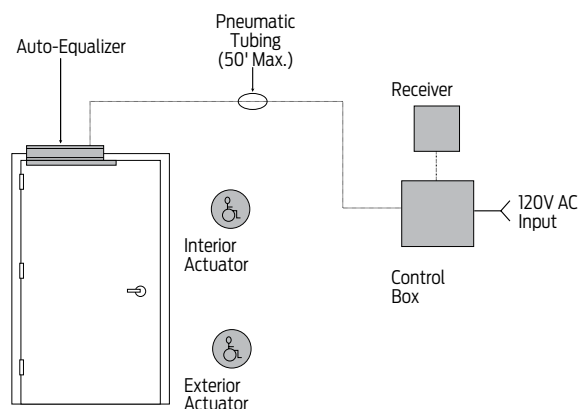 Pneumatic
Tubing
(50' Max.)
Auto-Equalizer
Receiver
120V AC
Input
Interior
Actuator
Control
Box
Exterior
Actuator